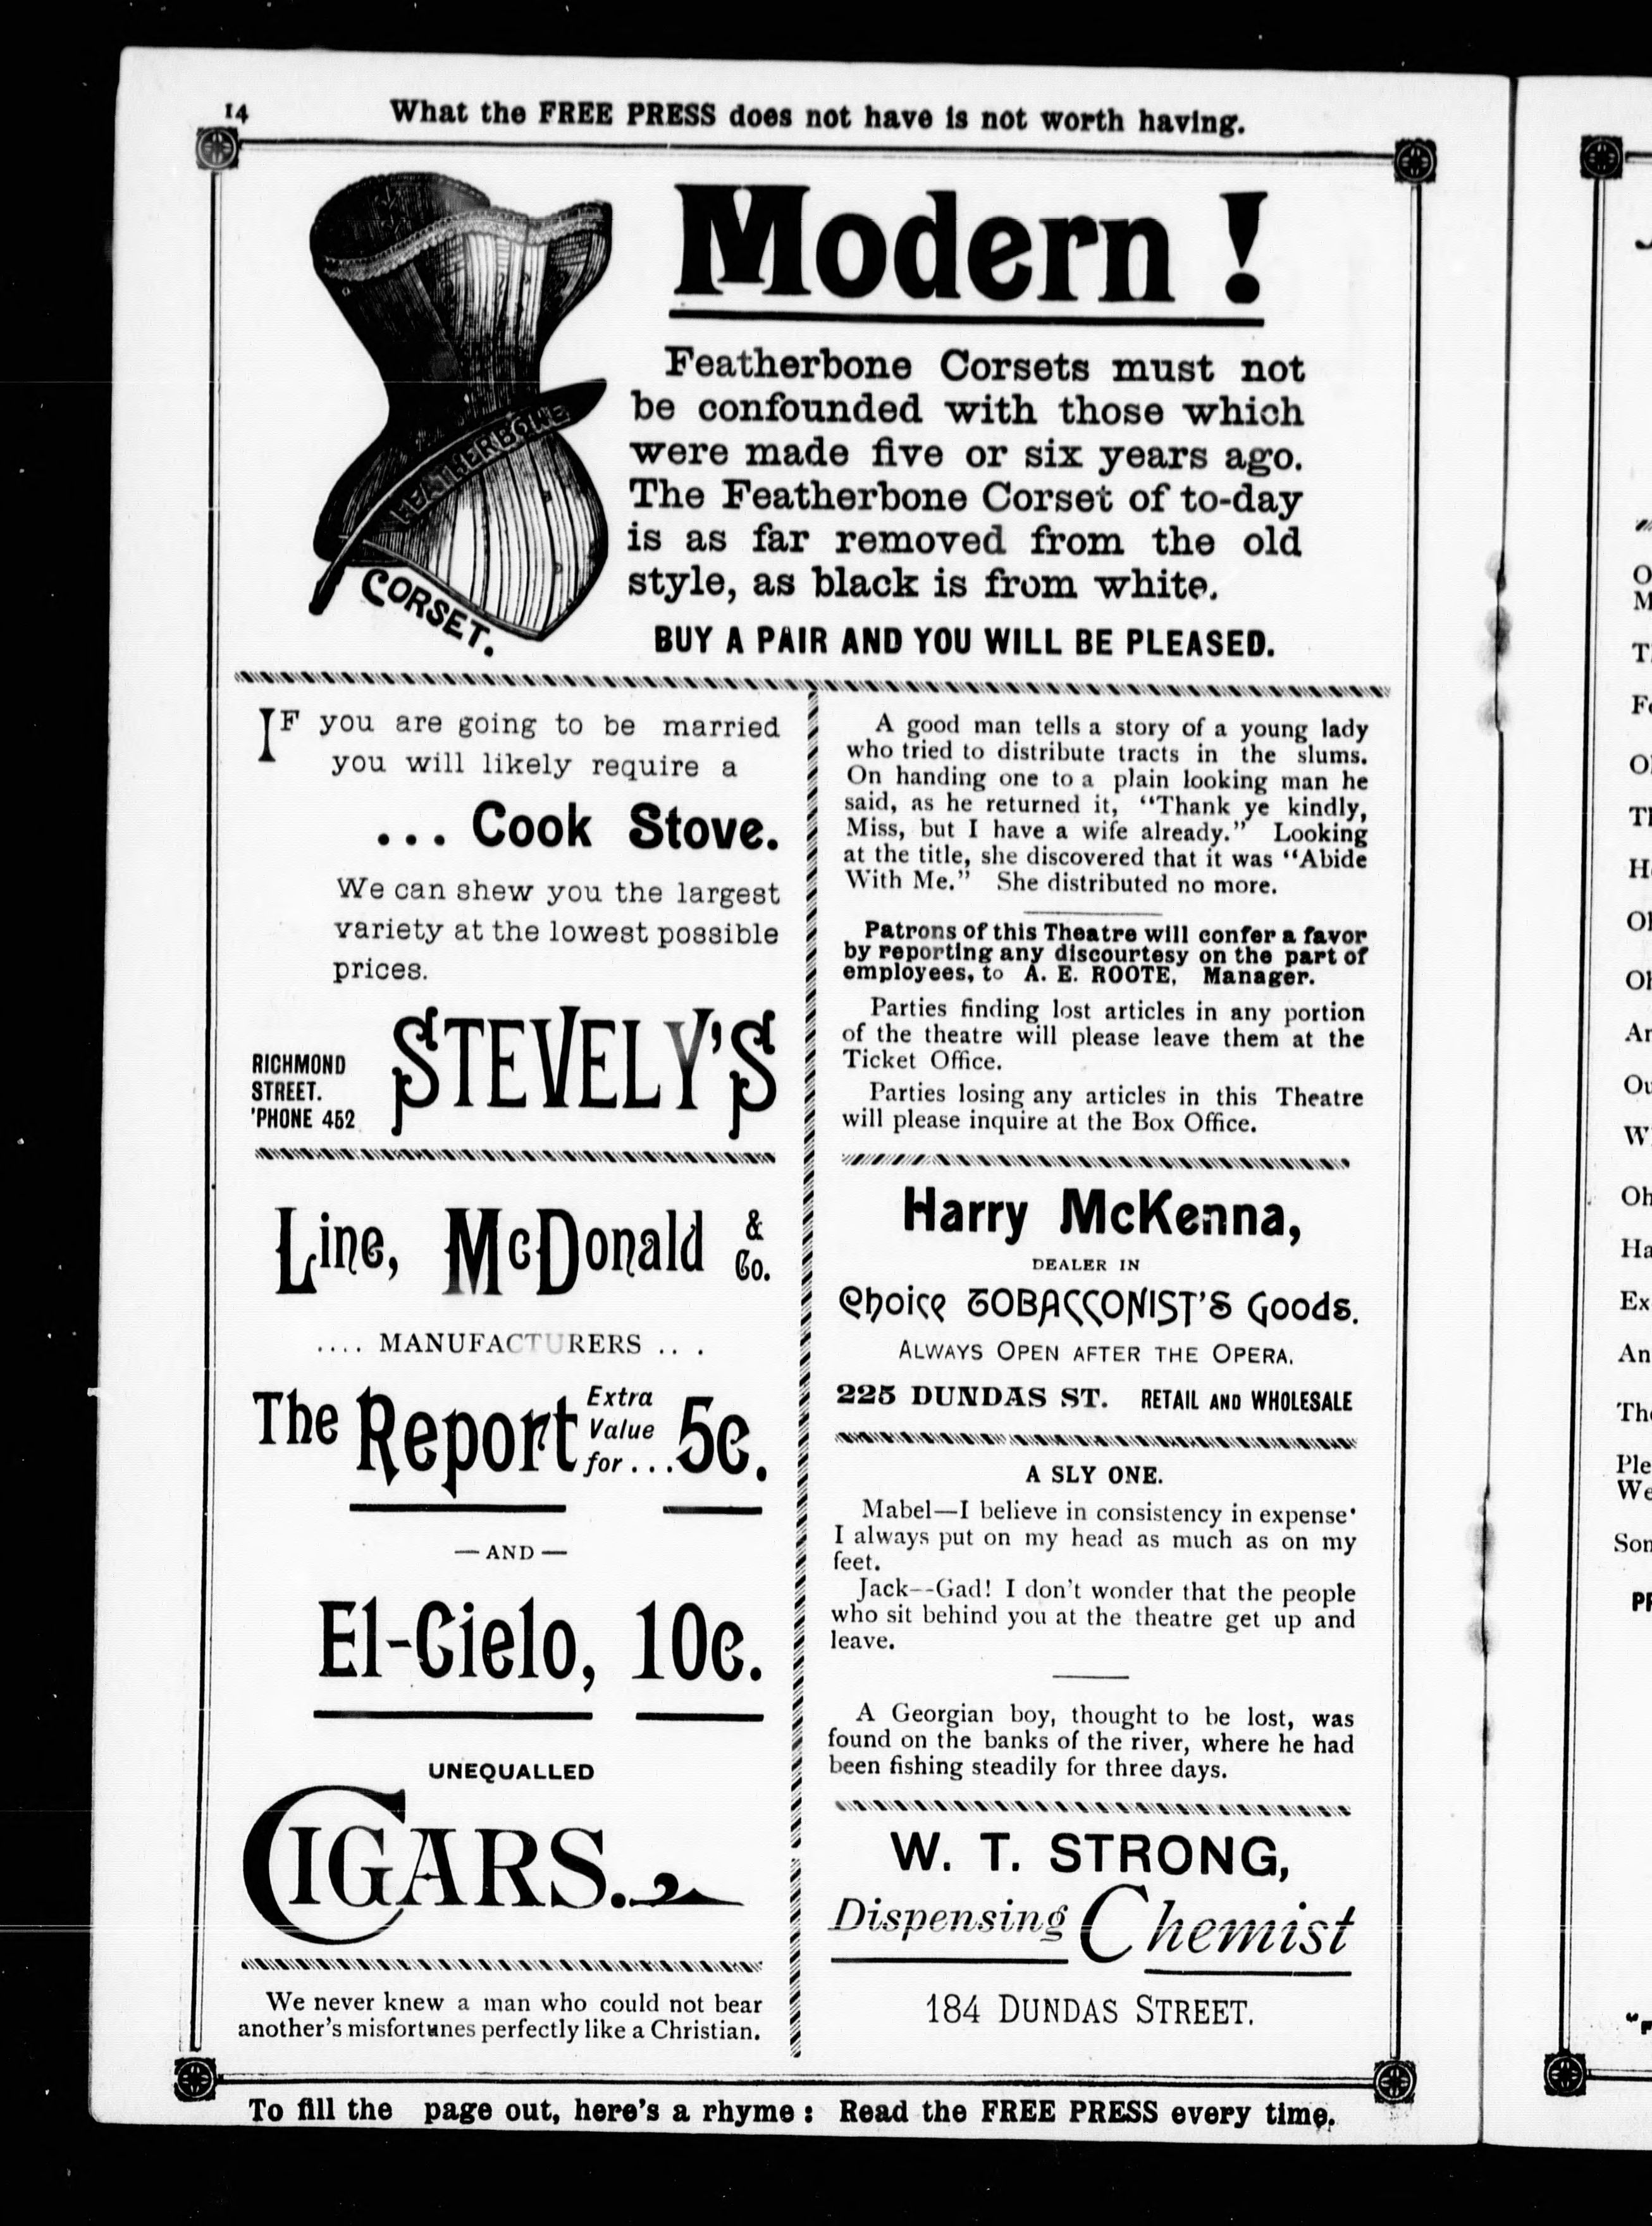 14
What the FREE PRESS does not have is not worth having.
FEATHERBONE
CORSET.
Modern !
Featherbone Corsets must not
be confounded with those which
were made five or six years ago.
The Featherbone Corset of to-day
is as far removed from the old
style, as black is from white.
BUY A PAIR AND YOU WILL BE PLEASED.
IF you are going to be married
you will likely require a
... Cook Stove.
We can shew you the largest
variety at the lowest possible
prices.
RICHMOND
STREET.
'PHONE 452
STEVELY'S
Line, McDonald & Co.
.... MANUFACTURERS .. .
The Report Extra Value for ... 5c.
— AND —
El-Cielo, 10c.
UNEQUALLED
CIGARS.
We never knew a man who could not bear
another's misfortunes perfectly like a Christian.
A good man tells a story of a young lady
who tried to distribute tracts in the slums.
On handing one to a plain looking man he
said, as he returned it, "Thank ye kindly,
Miss, but I have a wife already." Looking
at the title, she discovered that it was "Abide
With Me." She distributed no more.
Patrons of this Theatre will confer a favor
by reporting any discourtesy on the part of
employees, to A. E. ROOTE, Manager.
Parties finding lost articles in any portion
of the theatre will please leave them at the
Ticket Office.
Parties losing any articles in this Theatre
will please inquire at the Box Office.
Harry McKenna,
DEALER IN
Choice TOBACCONIST'S Goods.
ALWAYS OPEN AFTER THE OPERA.
225 DUNDAS ST. RETAIL AND WHOLESALE
A SLY ONE.
Mabel—I believe in consistency in expense'
I always put on my head as much as on my
feet.
Jack--Gad! I don't wonder that the people
who sit behind you at the theatre get up and
leave.
A Georgian boy, thought to be lost, was
found on the banks of the river, where he had
been fishing steadily for three days.
W. T. STRONG,
Dispensing Chemist
184 DUNDAS STREET.
To fill the page out, here's a rhyme: Read the FREE PRESS every time.